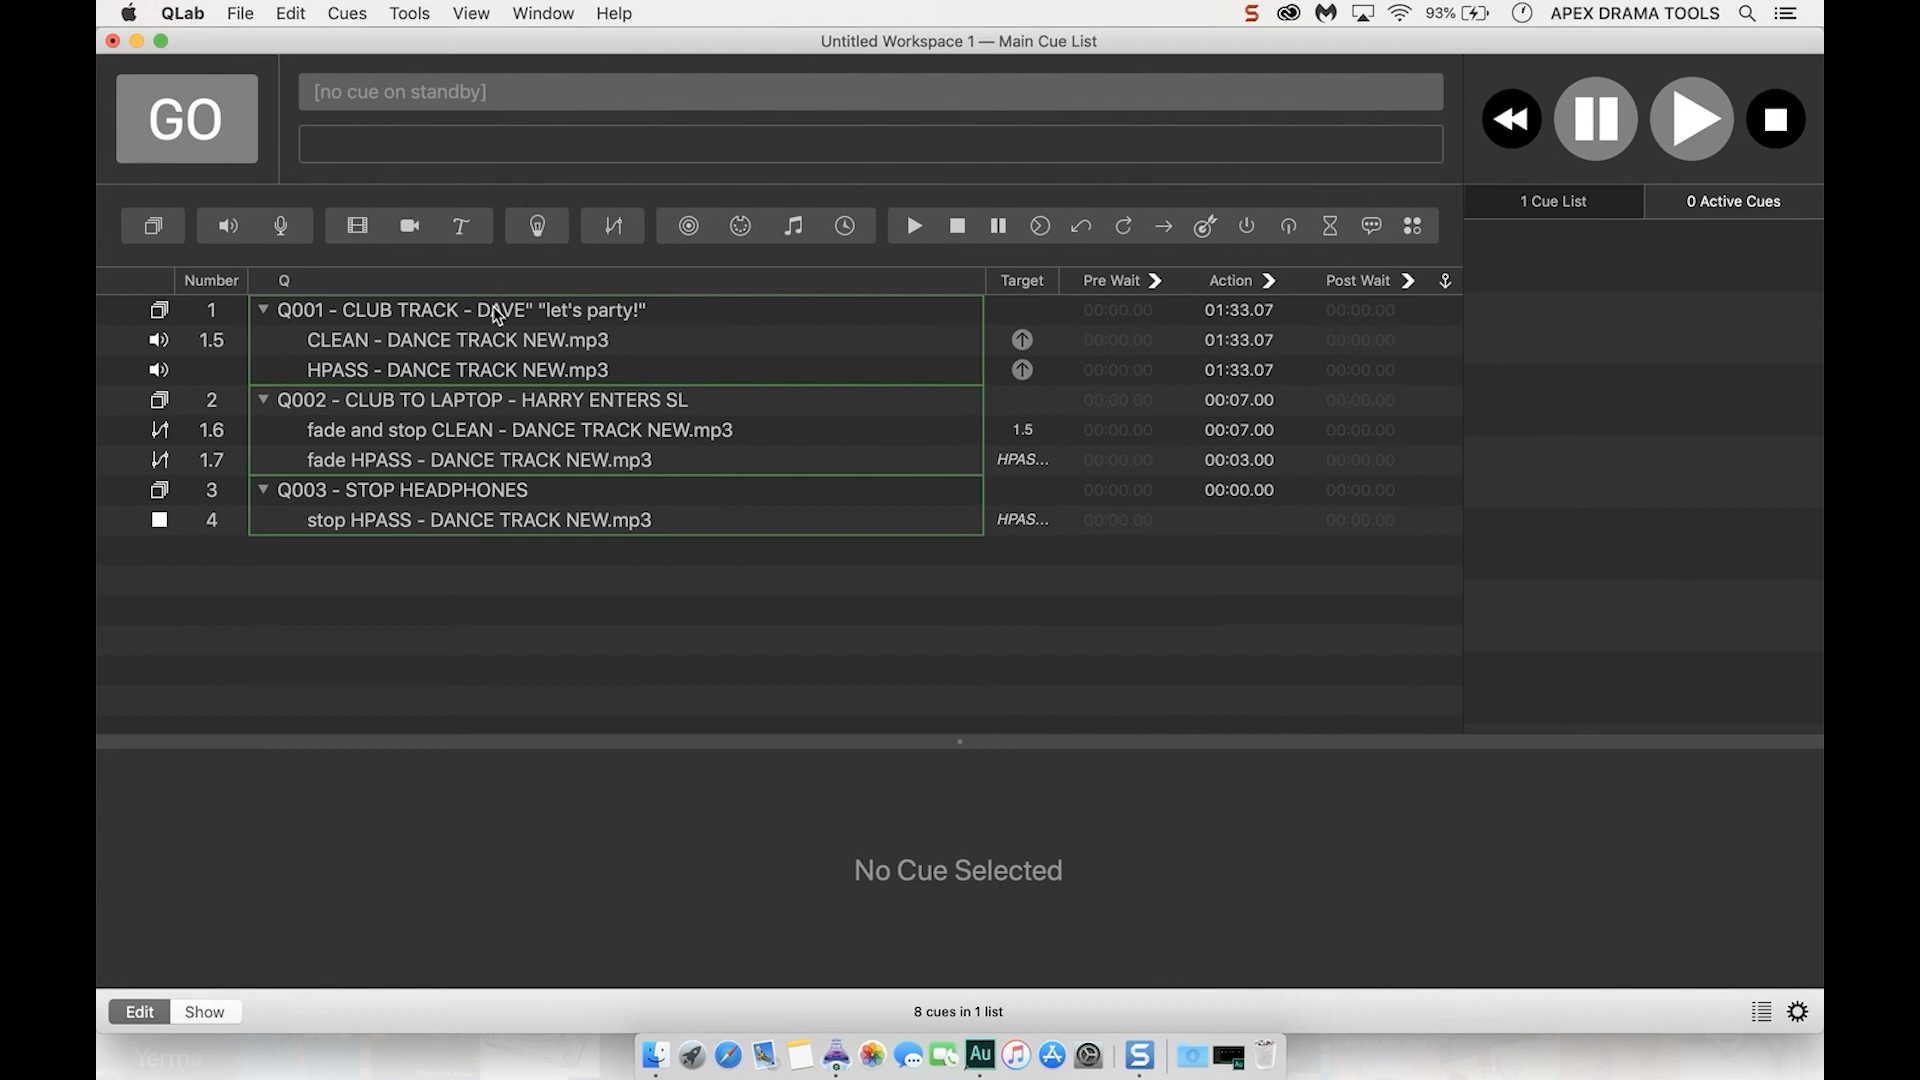 QLab File Edit Cues Tools View Window Help 93% APEX DRAMA TOOLS
Untitled Workspace 1 — Main Cue List
GO
[no cue on standby]
1 Cue List 0 Active Cues
Number Q Target Pre Wait Action Post Wait
1 Q001 - CLUB TRACK - DAVE" "let's party!" 00:00.00 01:33.07 00:00.00
1.5 CLEAN - DANCE TRACK NEW.mp3 00:00.00 01:33.07 00:00.00
HPASS - DANCE TRACK NEW.mp3 00:00.00 01:33.07 00:00.00
2 Q002 - CLUB TO LAPTOP - HARRY ENTERS SL 00:00.00 00:07.00 00:00.00
1.6 fade and stop CLEAN - DANCE TRACK NEW.mp3 1.5 00:00.00 00:07.00 00:00.00
1.7 fade HPASS - DANCE TRACK NEW.mp3 HPAS... 00:00.00 00:03.00 00:00.00
3 Q003 - STOP HEADPHONES 00:00.00 00:00.00 00:00.00
4 stop HPASS - DANCE TRACK NEW.mp3 HPAS... 00:00.00 00:00.00
No Cue Selected
Edit Show 8 cues in 1 list
Yerma
Au
S